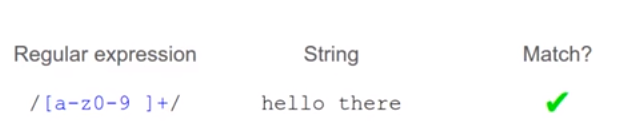 Regular expression String Match?
/[a-z0-9 ]+/ hello there ✔